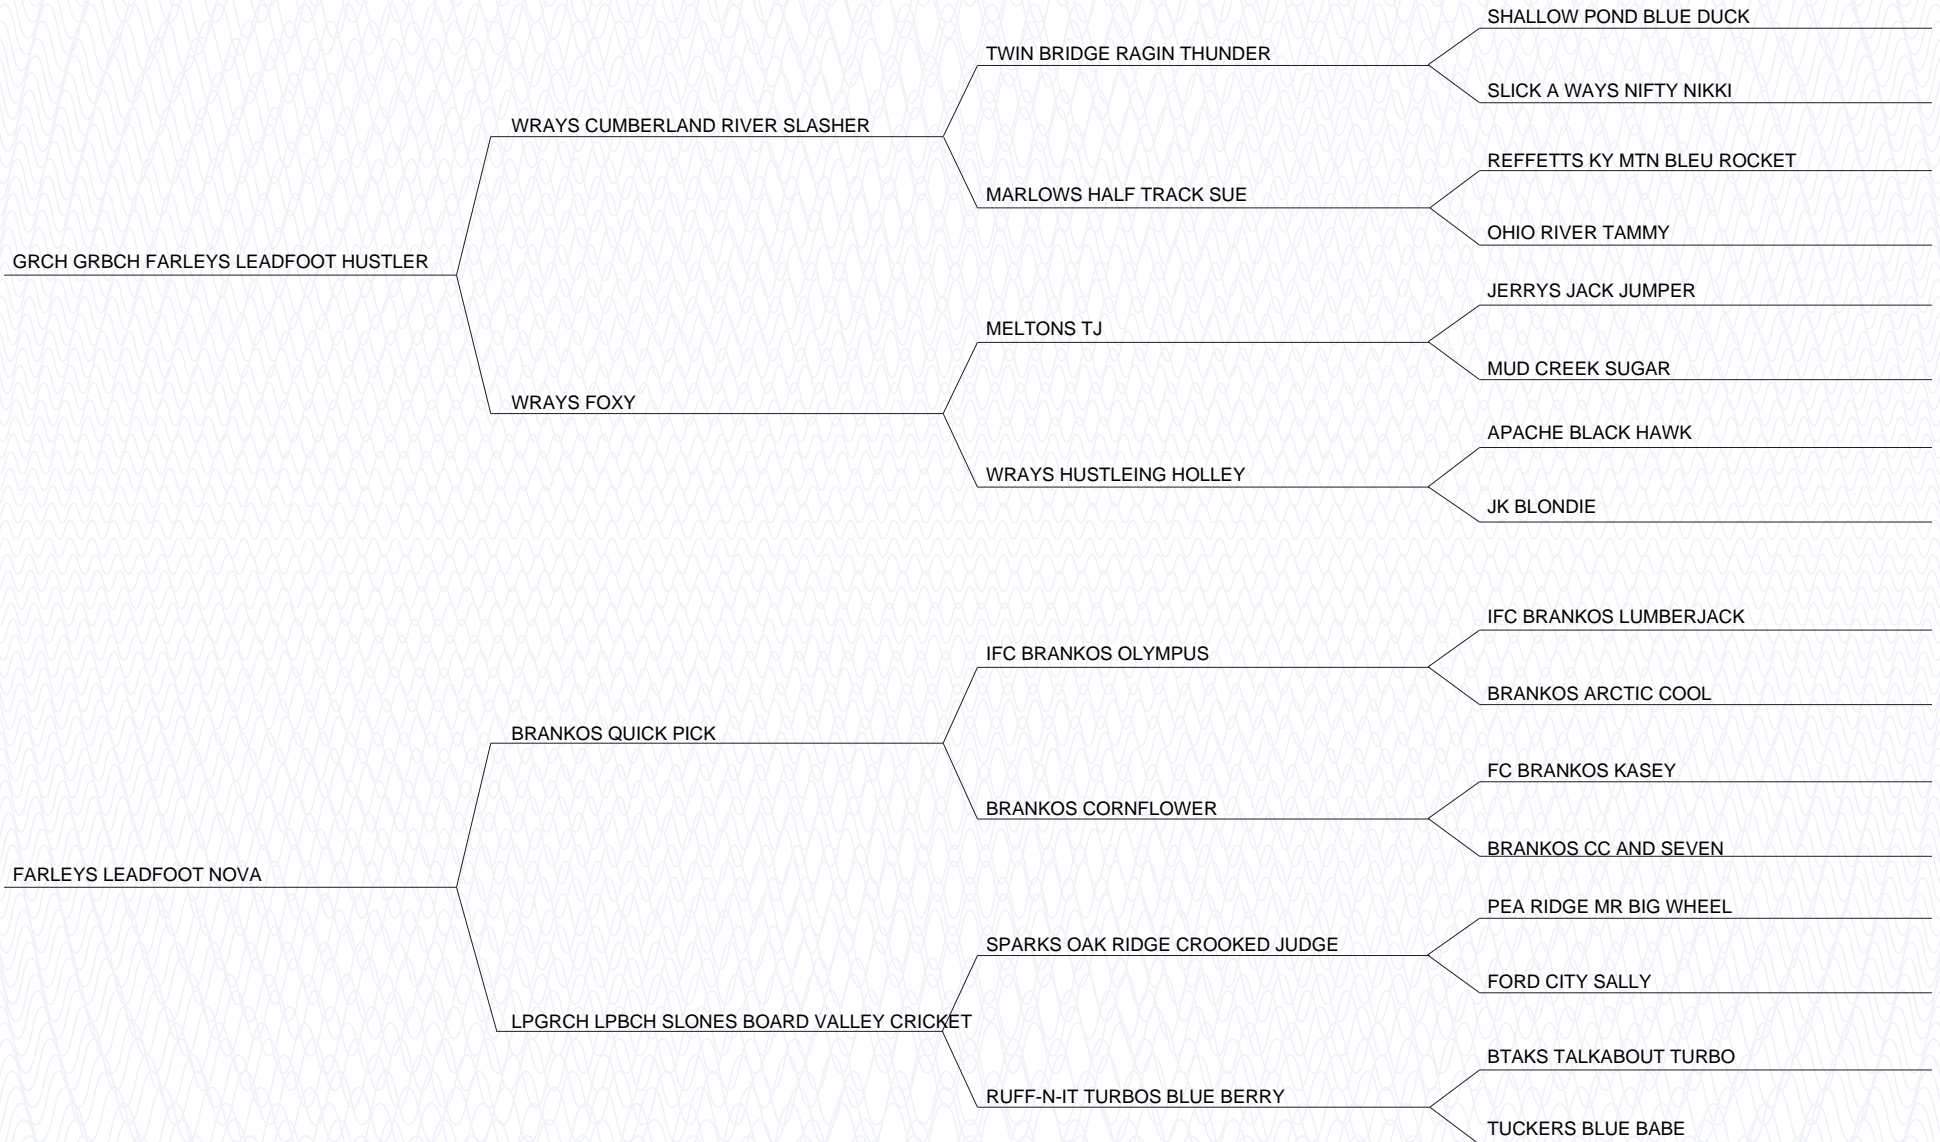 SHALLOW POND BLUE DUCK
TWIN BRIDGE RAGIN THUNDER
SLICK A WAYS NIFTY NIKKI
WRAYS CUMBERLAND RIVER SLASHER
REFFETTS KY MTN BLEU ROCKET
MARLOWS HALF TRACK SUE
OHIO RIVER TAMMY
GRCH GRBCH FARLEYS LEADFOOT HUSTLER
JERRYS JACK JUMPER
MELTONS TJ
MUD CREEK SUGAR
WRAYS FOXY
APACHE BLACK HAWK
WRAYS HUSTLEING HOLLEY
JK BLONDIE
IFC BRANKOS LUMBERJACK
IFC BRANKOS OLYMPUS
BRANKOS ARCTIC COOL
BRANKOS QUICK PICK
FC BRANKOS KASEY
BRANKOS CORNFLOWER
BRANKOS CC AND SEVEN
FARLEYS LEADFOOT NOVA
PEA RIDGE MR BIG WHEEL
SPARKS OAK RIDGE CROOKED JUDGE
FORD CITY SALLY
LPGRCH LPBCH SLONES BOARD VALLEY CRICKET
BTAKS TALKABOUT TURBO
RUFF-N-IT TURBOS BLUE BERRY
TUCKERS BLUE BABE